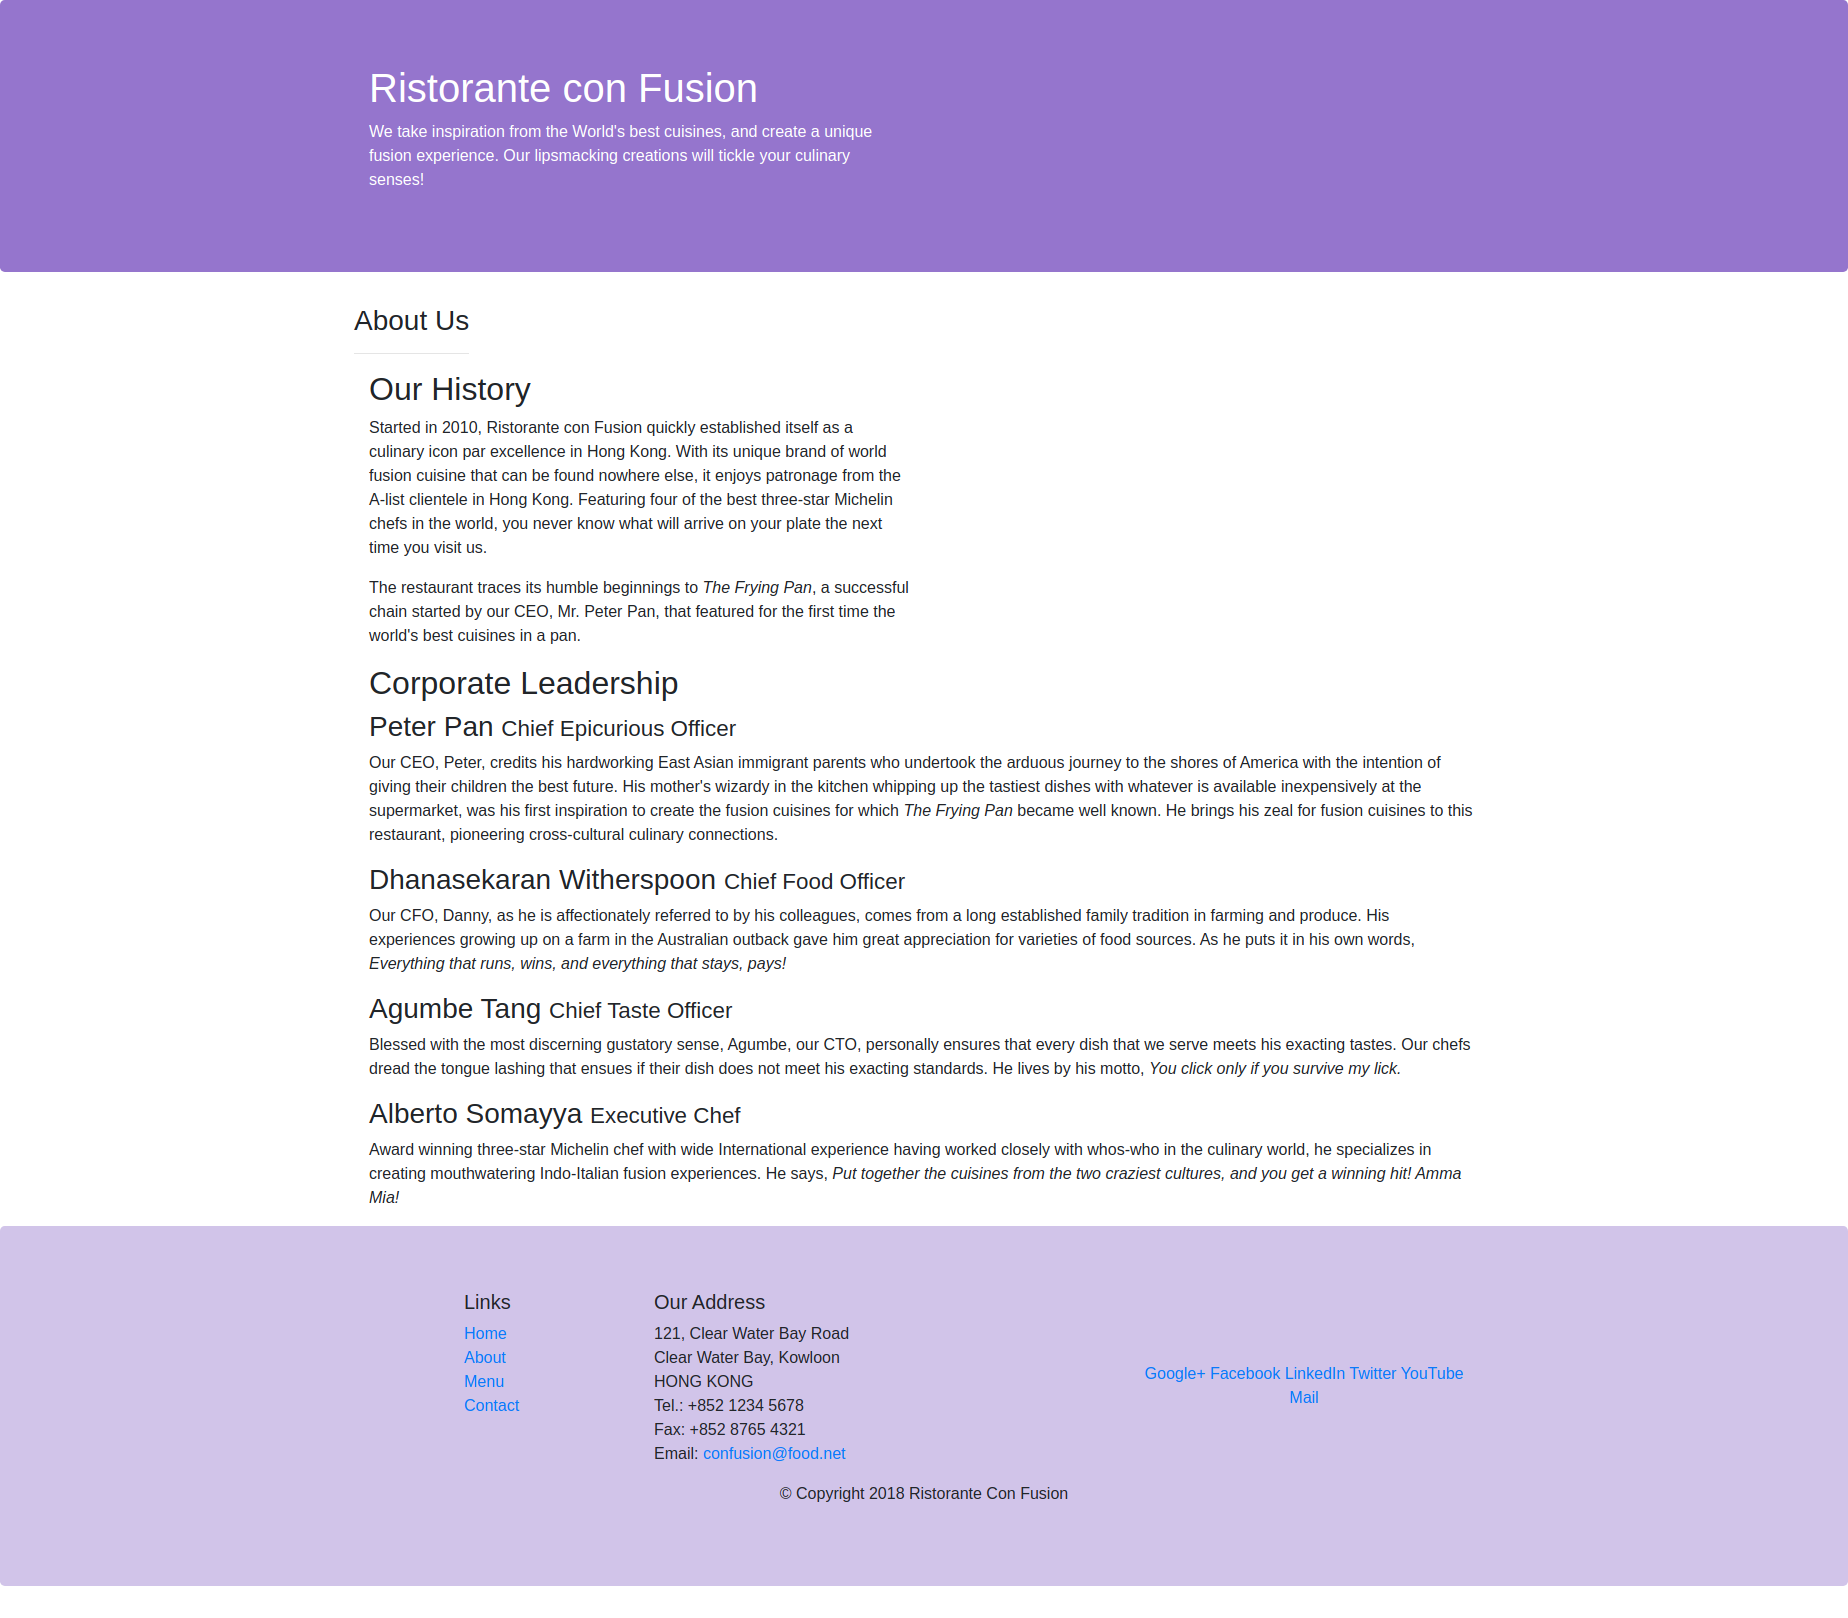 Ristorante con Fusion
We take inspiration from the World's best cuisines, and create a unique
fusion experience. Our lipsmacking creations will tickle your culinary
senses!
About Us
Our History
Started in 2010, Ristorante con Fusion quickly established itself as a
culinary icon par excellence in Hong Kong. With its unique brand of world
fusion cuisine that can be found nowhere else, it enjoys patronage from the
A-list clientele in Hong Kong. Featuring four of the best three-star Michelin
chefs in the world, you never know what will arrive on your plate the next
time you visit us.
The restaurant traces its humble beginnings to The Frying Pan, a successful
chain started by our CEO, Mr. Peter Pan, that featured for the first time the
world's best cuisines in a pan.
Corporate Leadership
Peter Pan Chief Epicurious Officer
Our CEO, Peter, credits his hardworking East Asian immigrant parents who undertook the arduous journey to the shores of America with the intention of
giving their children the best future. His mother's wizardy in the kitchen whipping up the tastiest dishes with whatever is available inexpensively at the
supermarket, was his first inspiration to create the fusion cuisines for which The Frying Pan became well known. He brings his zeal for fusion cuisines to this
restaurant, pioneering cross-cultural culinary connections.
Dhanasekaran Witherspoon Chief Food Officer
Our CFO, Danny, as he is affectionately referred to by his colleagues, comes from a long established family tradition in farming and produce. His
experiences growing up on a farm in the Australian outback gave him great appreciation for varieties of food sources. As he puts it in his own words,
Everything that runs, wins, and everything that stays, pays!
Agumbe Tang Chief Taste Officer
Blessed with the most discerning gustatory sense, Agumbe, our CTO, personally ensures that every dish that we serve meets his exacting tastes. Our chefs
dread the tongue lashing that ensues if their dish does not meet his exacting standards. He lives by his motto, You click only if you survive my lick.
Alberto Somayya Executive Chef
Award winning three-star Michelin chef with wide International experience having worked closely with whos-who in the culinary world, he specializes in
creating mouthwatering Indo-Italian fusion experiences. He says, Put together the cuisines from the two craziest cultures, and you get a winning hit! Amma
Mia!
Links
Home
About
Menu
Contact
Our Address
121, Clear Water Bay Road
Clear Water Bay, Kowloon
HONG KONG
Tel.: +852 1234 5678
Fax: +852 8765 4321
Email: confusion@food.net
Google+ Facebook LinkedIn Twitter YouTube
Mail
© Copyright 2018 Ristorante Con Fusion